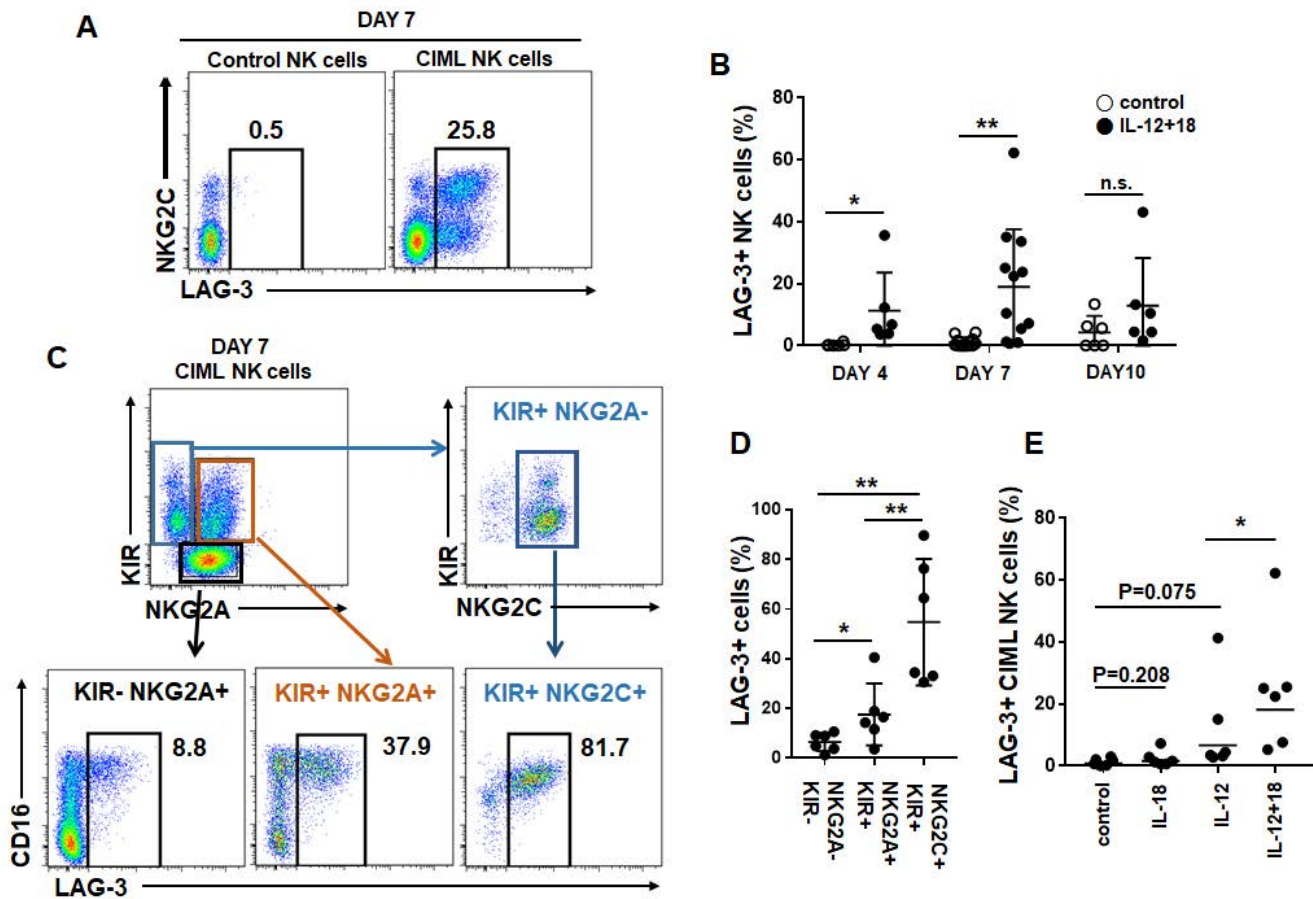 A
DAY 7
Control NK cells
CIML NK cells
0.5
25.8
NKG2C
LAG-3
B
80
60
40
20
0
LAG-3+ NK cells (%)
control
IL-12+18
*
**
n.s.
DAY 4
DAY 7
DAY10
C
DAY 7
CIML NK cells
KIR
NKG2A
KIR+ NKG2A-
KIR
NKG2C
KIR- NKG2A+
8.8
KIR+ NKG2A+
37.9
KIR+ NKG2C+
81.7
CD16
LAG-3
D
100
80
60
40
20
0
LAG-3+ cells (%)
**
**
*
KIR-
NKG2A-
KIR+
NKG2A+
KIR+
NKG2C+
E
80
60
40
20
0
LAG-3+ CIML NK cells (%)
*
P=0.075
P=0.208
control
IL-18
IL-12
IL-12+18